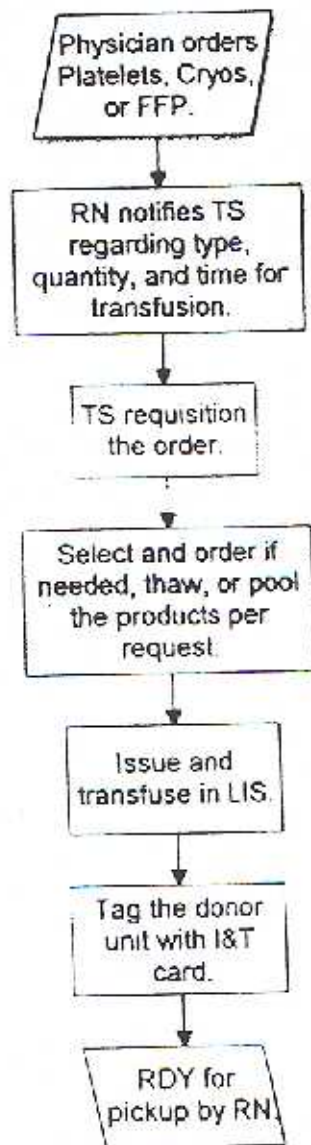 Physician orders
Platelets, Cryos,
or FFP.
RN notifies TS
regarding type,
quantity, and time for
transfusion.
TS requisition
the order.
Select and order if
needed, thaw, or pool
the products per
request.
Issue and
transfuse in LIS.
Tag the donor
unit with I&T
card.
RDY for
pickup by RN.